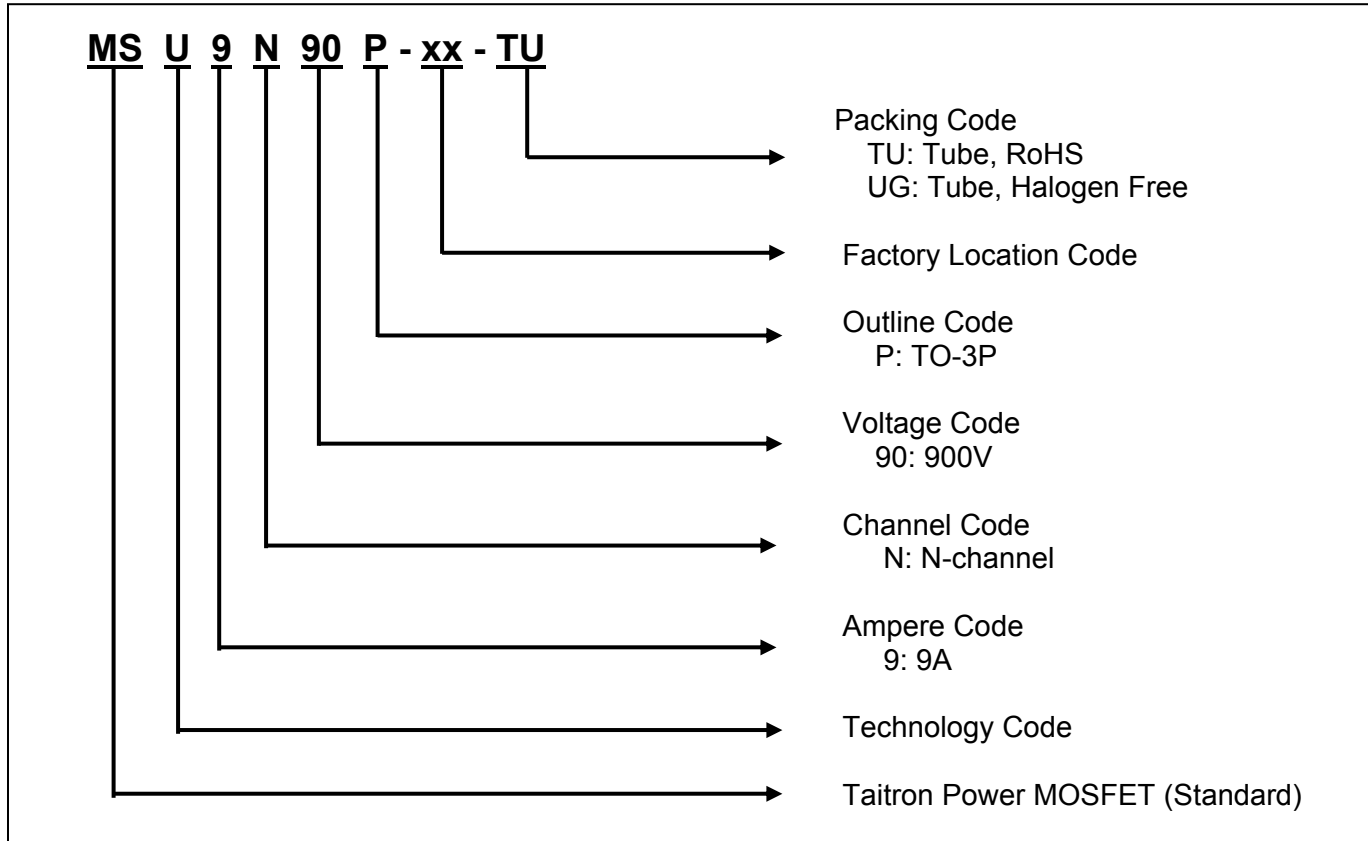 MS U 9 N 90 P - xx - TU
Packing Code
TU: Tube, RoHS
UG: Tube, Halogen Free
Factory Location Code
Outline Code
P: TO-3P
Voltage Code
90: 900V
Channel Code
N: N-channel
Ampere Code
9: 9A
Technology Code
Taitron Power MOSFET (Standard)